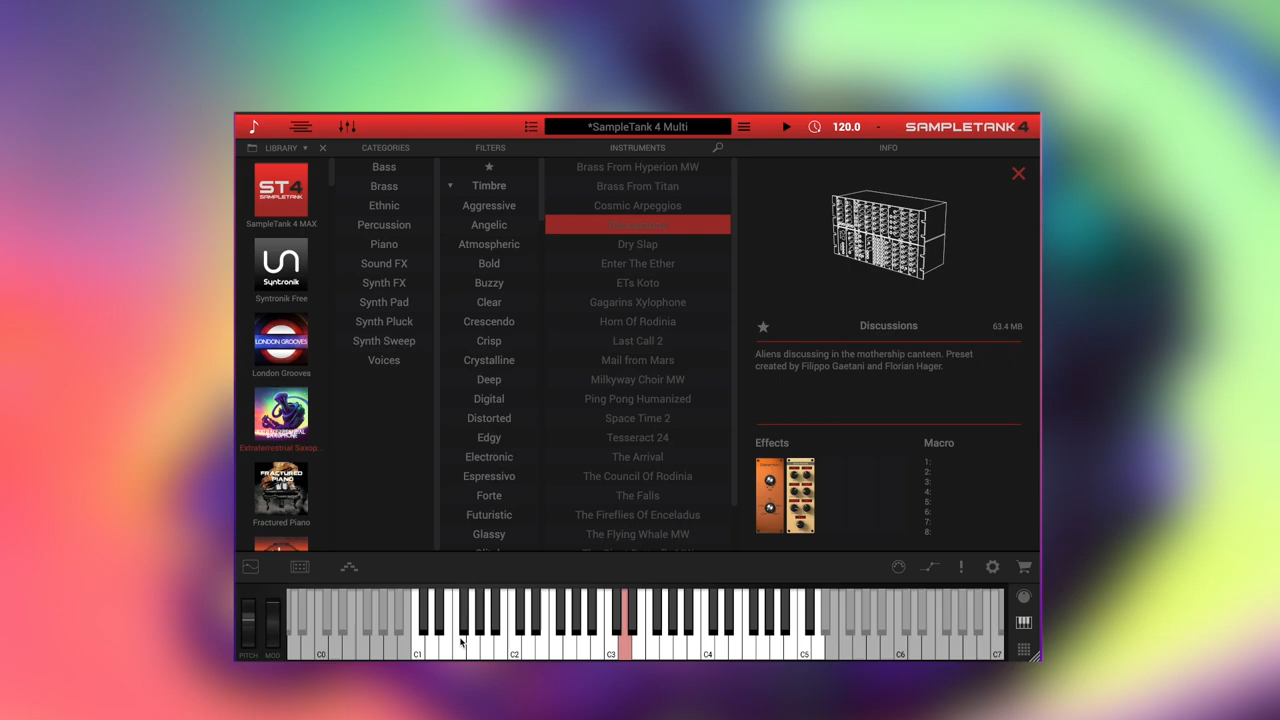 *SampleTank 4 Multi
120.0
-
SAMPLETANK 4
LIBRARY
CATEGORIES
FILTERS
INSTRUMENTS
INFO
ST4
SAMPLETANK
SampleTank 4 MAX
Syntronik
Syntronik Free
LONDON GROOVES
London Grooves
Extraterrestrial Saxop...
FRACTURED
PIANO
Fractured Piano
Bass
Brass
Ethnic
Percussion
Piano
Sound FX
Synth FX
Synth Pad
Synth Pluck
Synth Sweep
Voices
Timbre
Aggressive
Angelic
Atmospheric
Bold
Buzzy
Clear
Crescendo
Crisp
Crystalline
Deep
Digital
Distorted
Edgy
Electronic
Espressivo
Forte
Futuristic
Glassy
Brass From Hyperion MW
Brass From Titan
Cosmic Arpeggios
Dry Slap
Enter The Ether
ETs Koto
Gagarins Xylophone
Horn Of Rodinia
Last Call 2
Mail from Mars
Milkyway Choir MW
Ping Pong Humanized
Space Time 2
Tesseract 24
The Arrival
The Council Of Rodinia
The Falls
The Fireflies Of Enceladus
The Flying Whale MW
Discussions
63.4 MB
Aliens discussing in the mothership canteen. Preset
created by Filippo Gaetani and Florian Hager.
Effects
Macro
1:
2:
3:
4:
5:
6:
7:
8:
PITCH
MOD
C0
C1
C2
C3
C4
C5
C6
C7